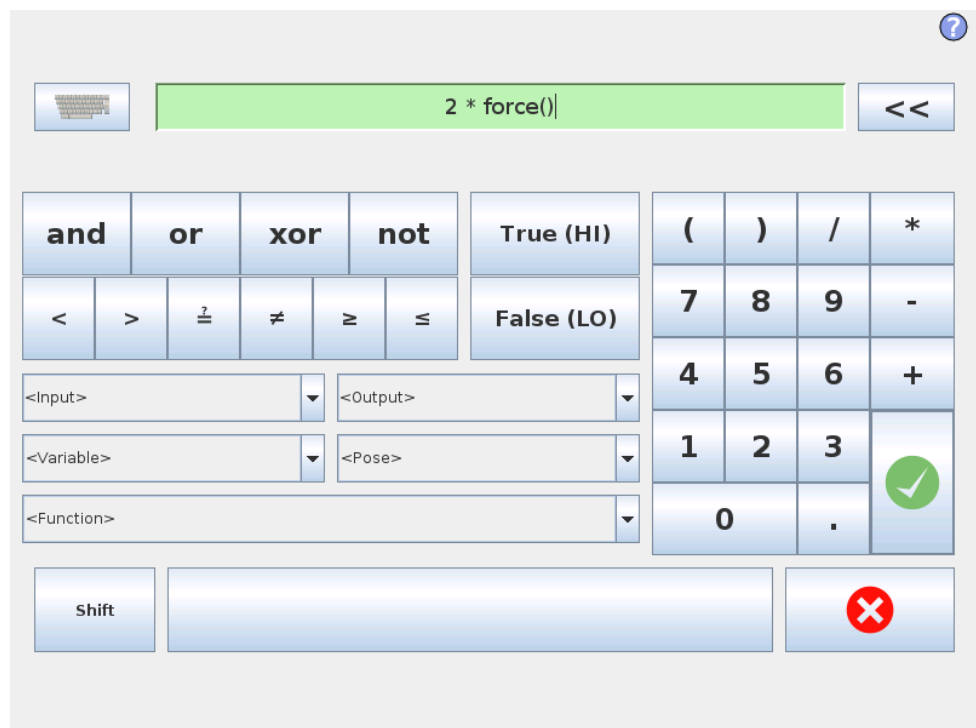 ?
2 * force()
<<
and or xor not True (HI) ( ) / *
7 8 9 -
< > ≟ ≠ ≥ ≤ False (LO)
4 5 6 +
<Input> <Output>
1 2 3
<Variable> <Pose>
<Function> 0 .
Shift